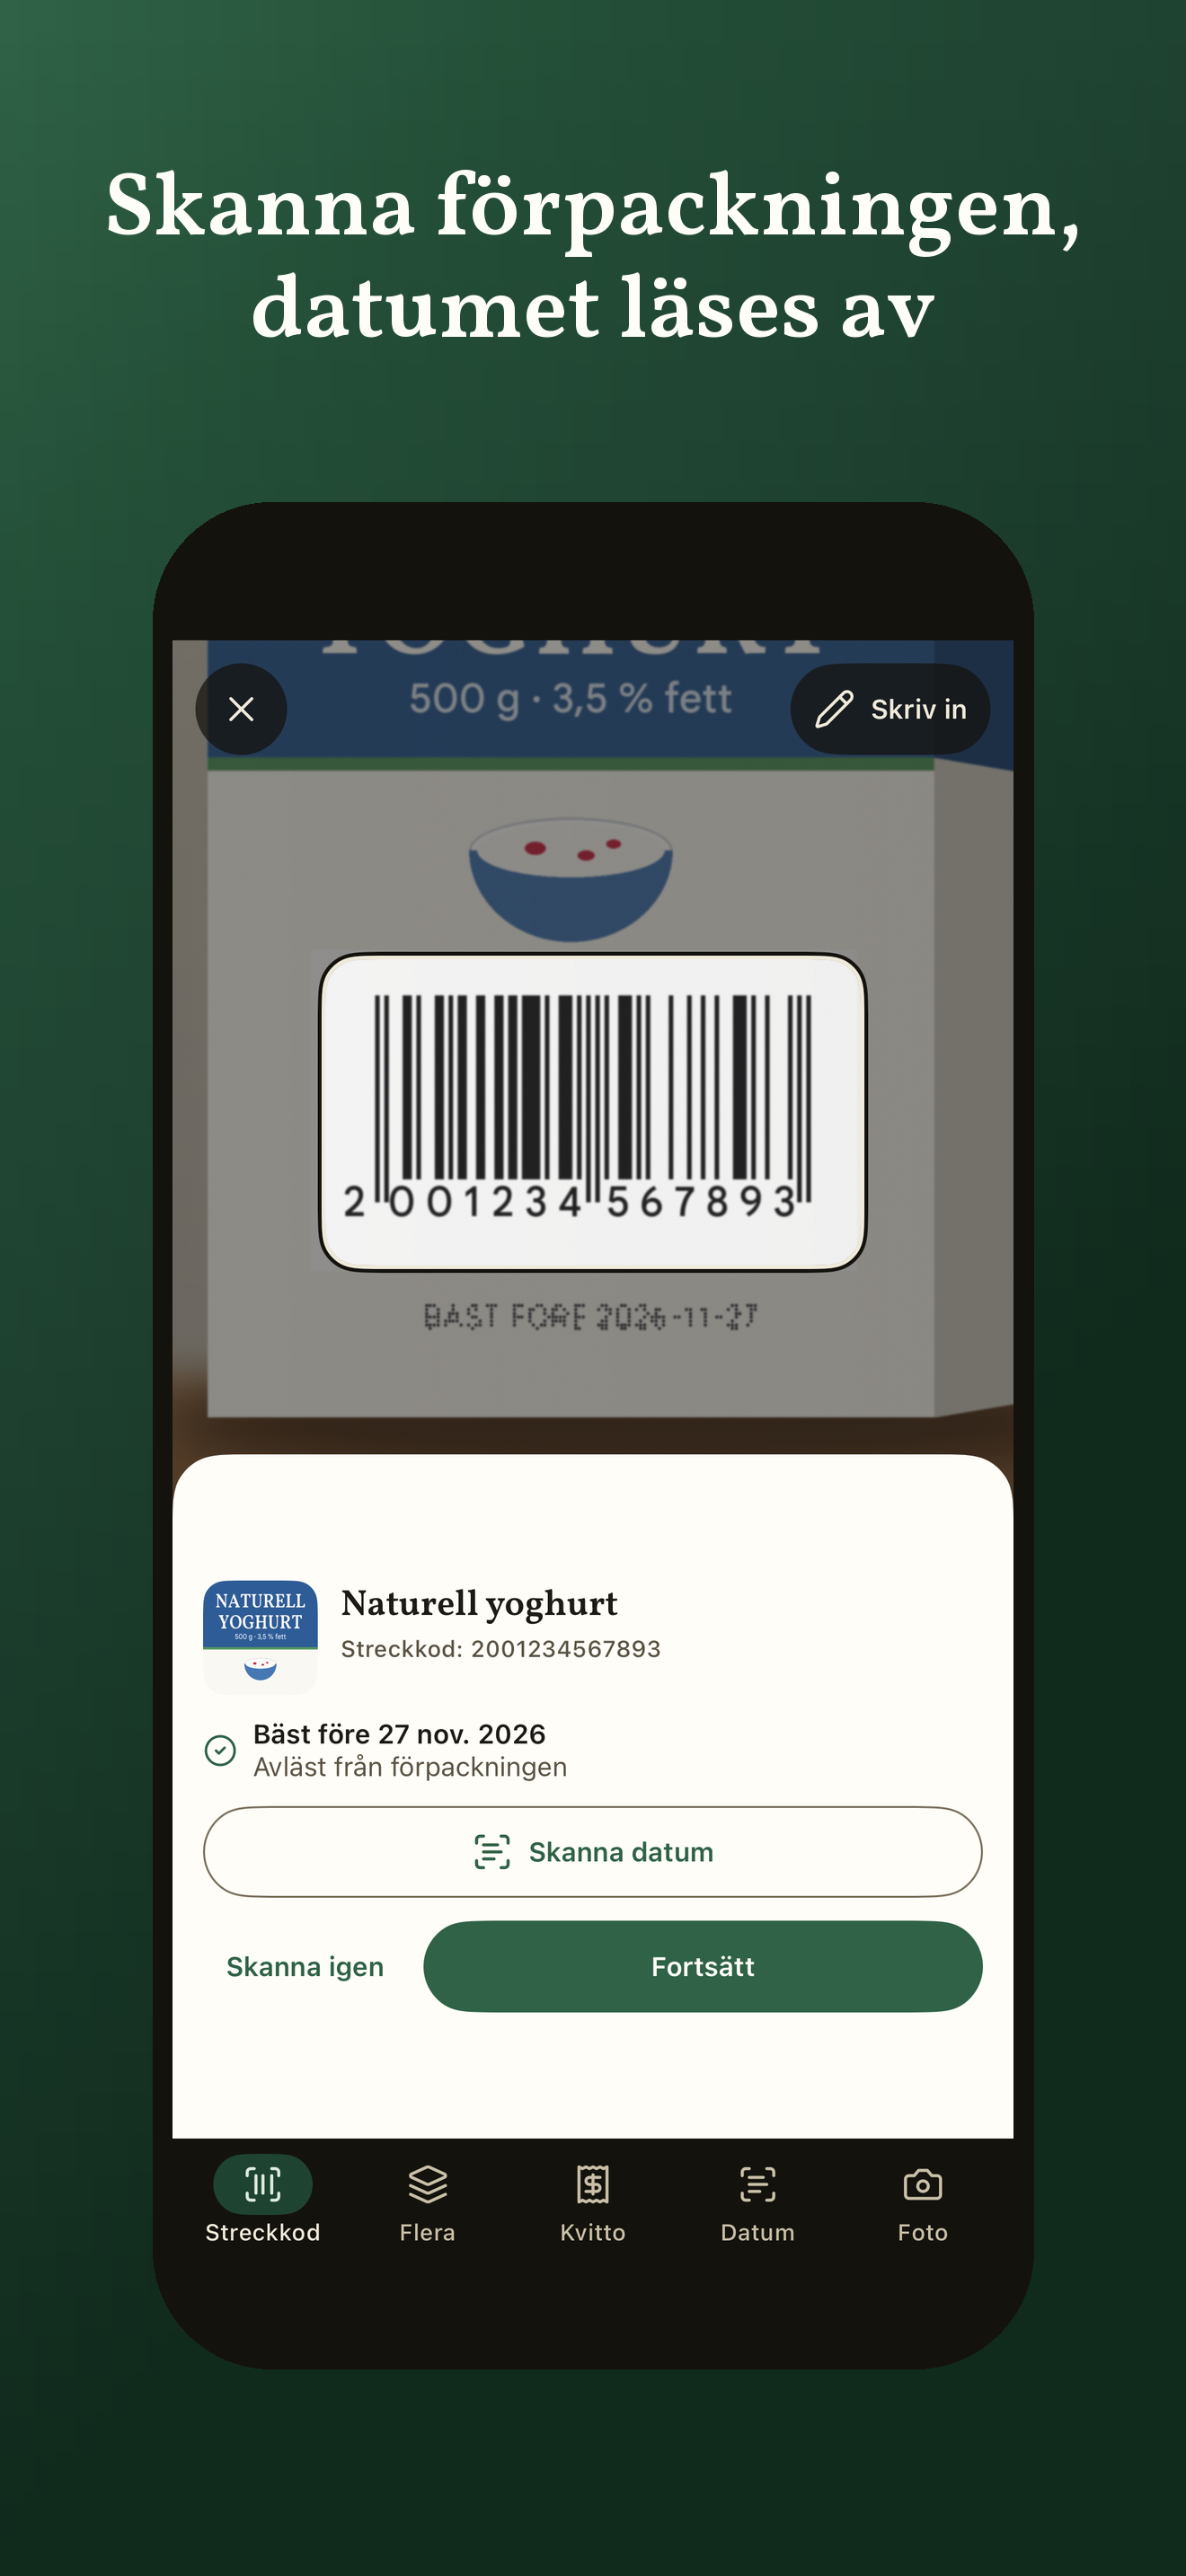 Skanna förpackningen,
datumet läses av
YOGHURT
500 g · 3,5 % fett
Skriv in
2 001234 567893
BÄST FÖRE 2026-11-27
NATURELL
YOGHURT
500 g · 3,5 % fett
Naturell yoghurt
Streckkod: 2001234567893
Bäst före 27 nov. 2026
Avläst från förpackningen
Skanna datum
Skanna igen
Fortsätt
Streckkod
Flera
Kvitto
Datum
Foto